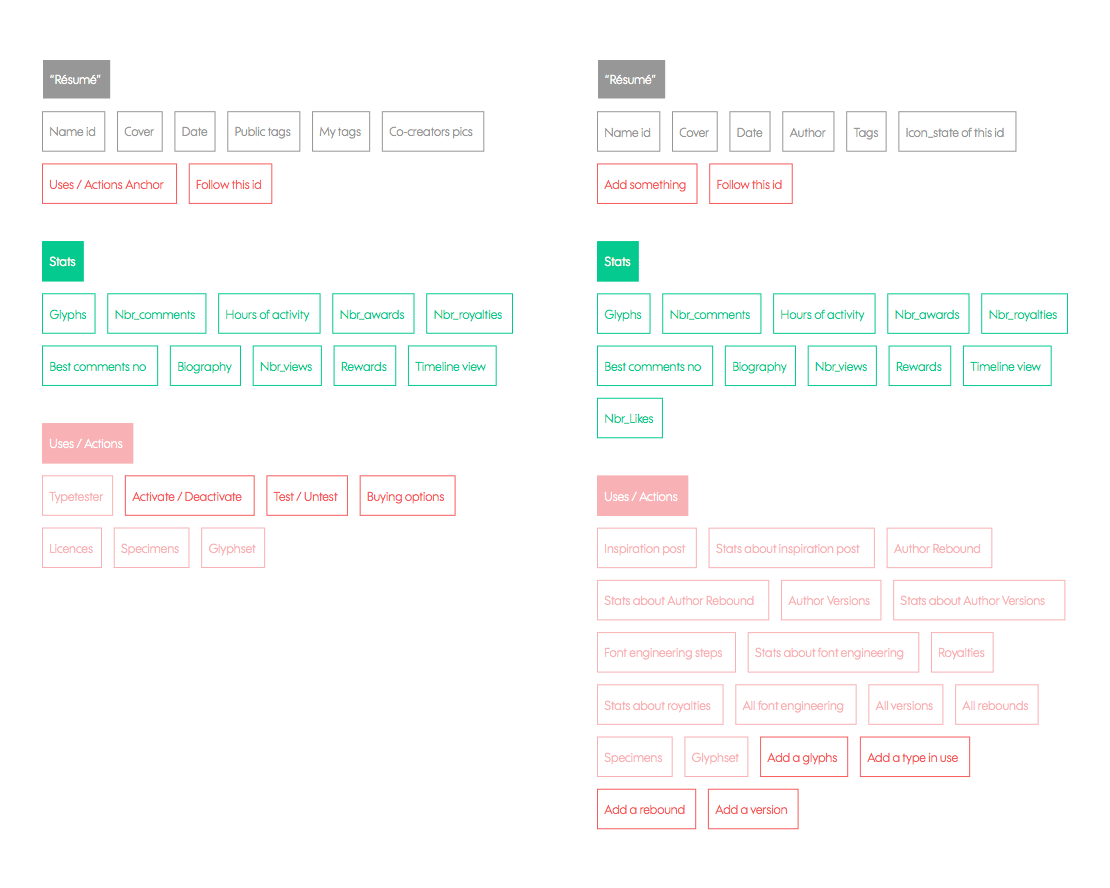 “Résumé”
Name id Cover Date Public tags My tags Co-creators pics
Uses / Actions Anchor Follow this id
Stats
Glyphs Nbr_comments Hours of activity Nbr_awards Nbr_royalties
Best comments no Biography Nbr_views Rewards Timeline view
Uses / Actions
Typetester Activate / Deactivate Test / Untest Buying options
Licences Specimens Glyphset
“Résumé”
Name id Cover Date Author Tags Icon_state of this id
Add something Follow this id
Stats
Glyphs Nbr_comments Hours of activity Nbr_awards Nbr_royalties
Best comments no Biography Nbr_views Rewards Timeline view
Nbr_Likes
Uses / Actions
Inspiration post Stats about inspiration post Author Rebound
Stats about Author Rebound Author Versions Stats about Author Versions
Font engineering steps Stats about font engineering Royalties
Stats about royalties All font engineering All versions All rebounds
Specimens Glyphset Add a glyphs Add a type in use
Add a rebound Add a version